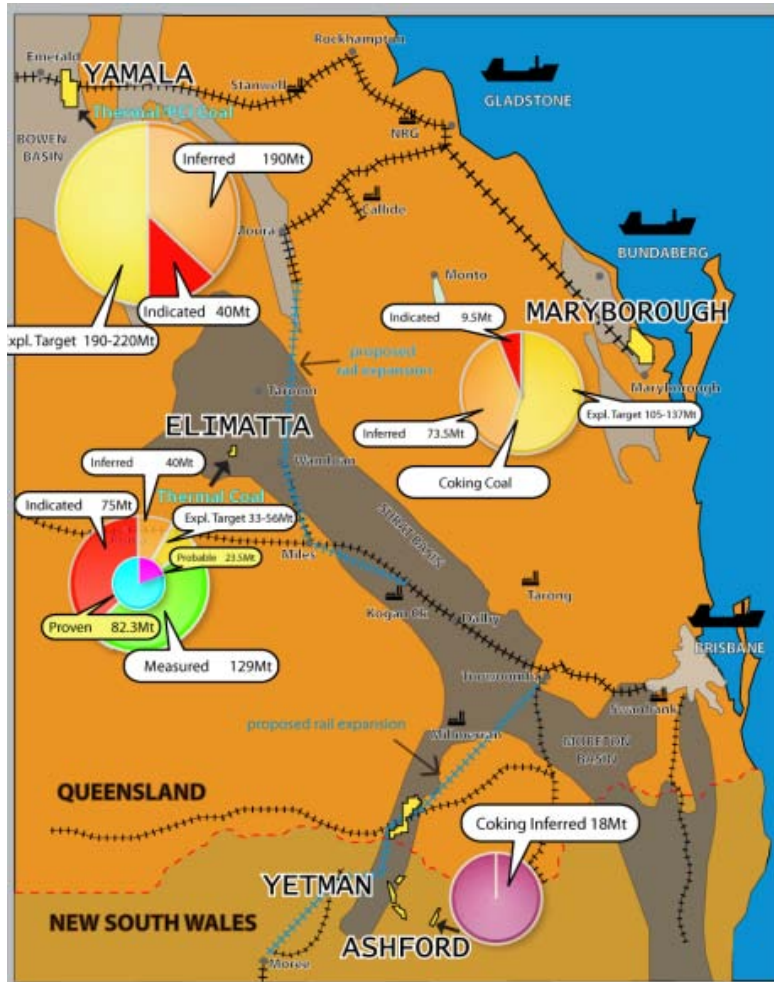 Rockhampton
Emerald
YAMALA
Stanwell
GLADSTONE
Thermal PCI Coal
NRG
BOWEN
BASIN
Inferred 190Mt
Callide
Moura
BUNDABERG
Monto
Indicated 40Mt
Indicated 9.5Mt
MARYBOROUGH
Expl. Target 190-220Mt
proposed
rail expansion
Maryborough
Taroom
Expl. Target 105-137Mt
ELIMATTA
Inferred 73.5Mt
Inferred 40Mt
Wandoan
Coking Coal
Thermal Coal
Indicated 75Mt
Expl. Target 33-56Mt
SURAT BASIN
Miles
Probable 23.5Mt
Tarong
Kogan Ck
Dalby
Proven 82.3Mt
BRISBANE
Measured 129Mt
Toowoomba
Swanbank
proposed rail expansion
Millmerran
MORETON
BASIN
QUEENSLAND
Coking Inferred 18Mt
YETMAN
NEW SOUTH WALES
ASHFORD
Moree